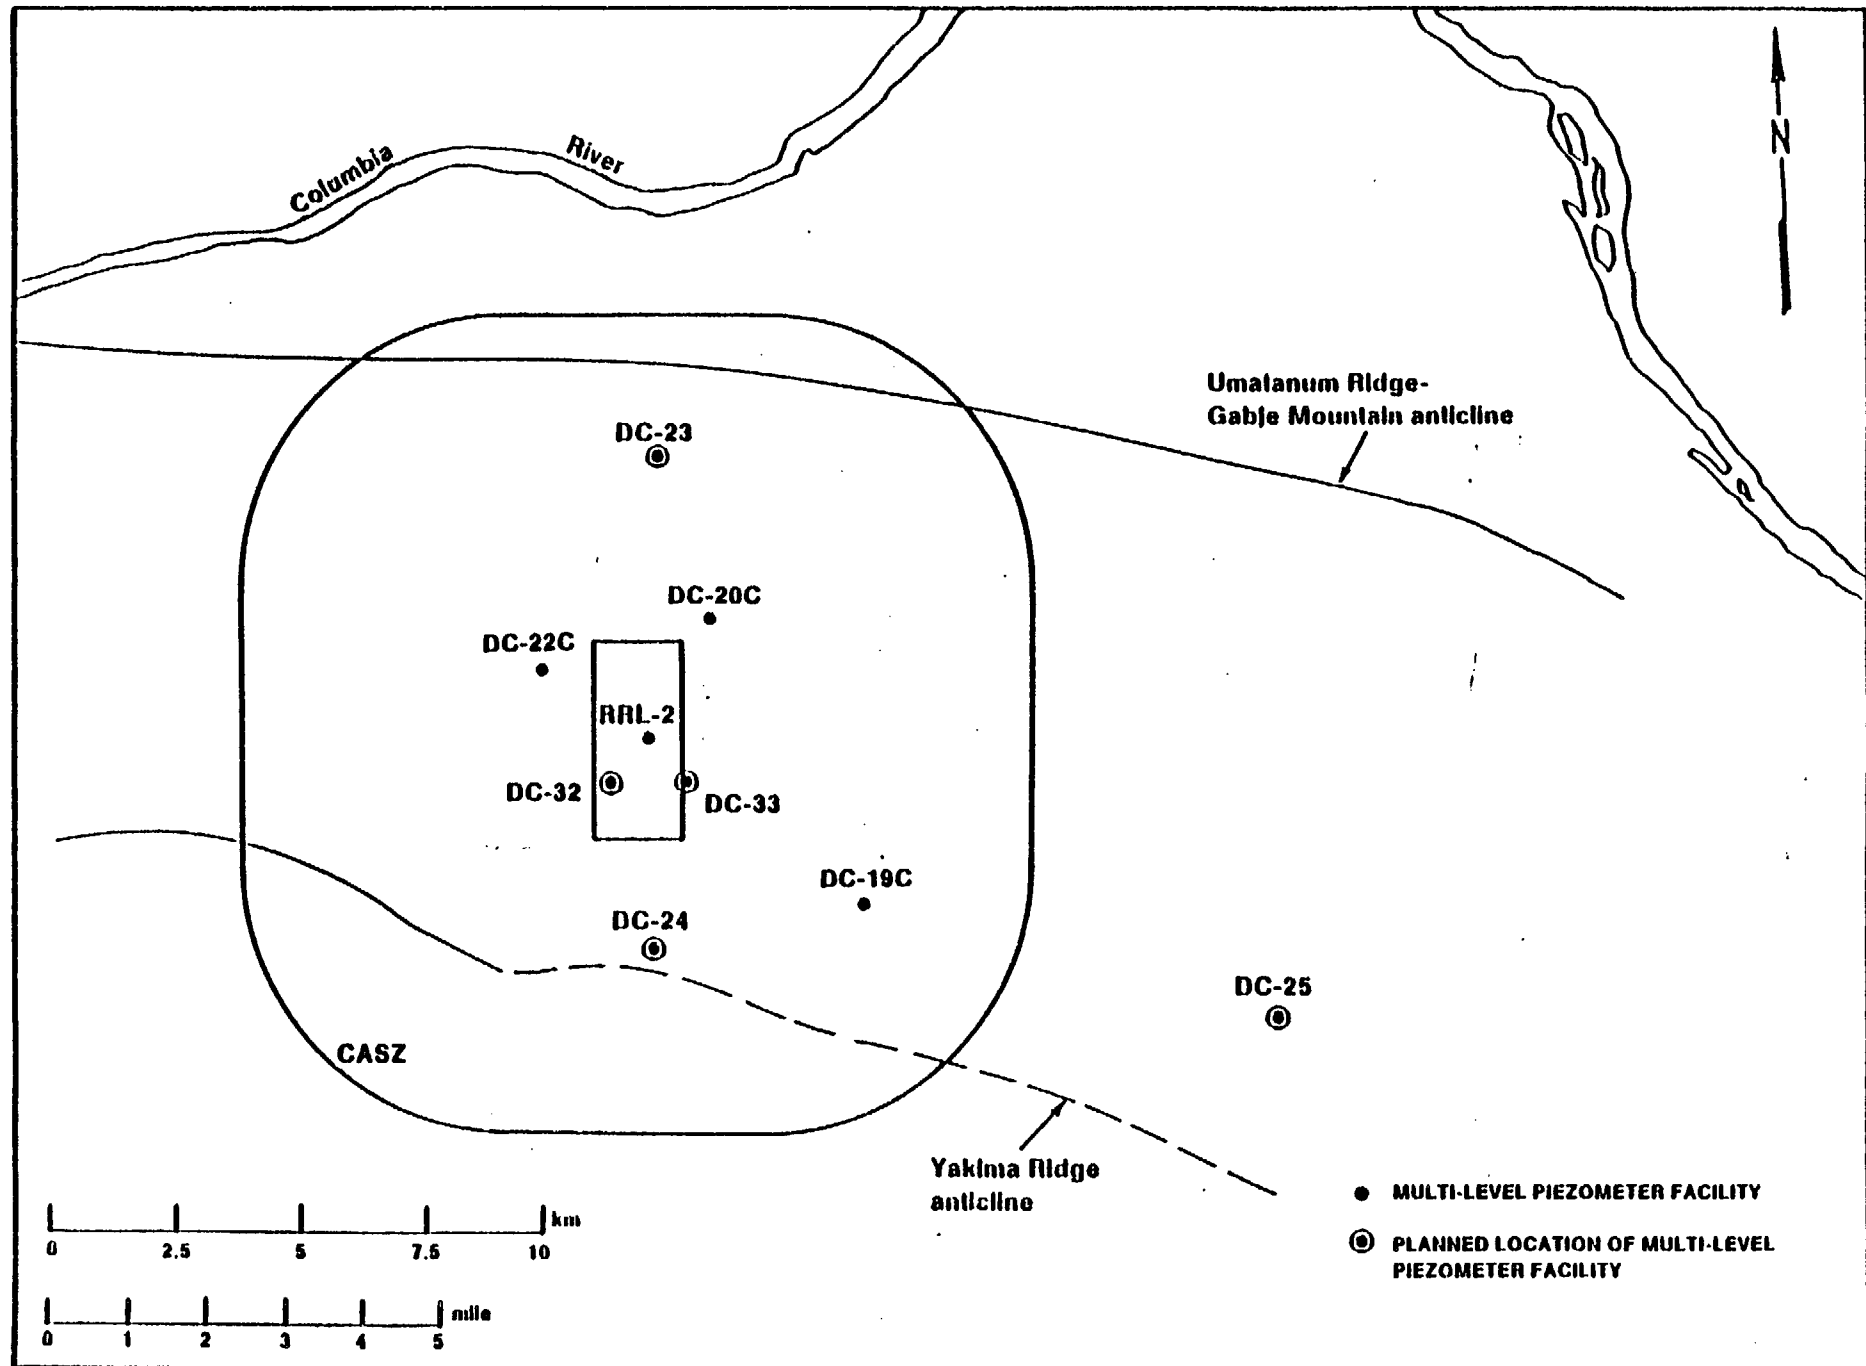 Columbia River
N
Umatanum Ridge-
Gable Mountain anticline
DC-23
DC-20C
DC-22C
RRL-2
DC-32
DC-33
DC-19C
DC-24
DC-25
CASZ
Yakima Ridge
anticline
MULTI-LEVEL PIEZOMETER FACILITY
PLANNED LOCATION OF MULTI-LEVEL
PIEZOMETER FACILITY
km
0 2.5 5 7.5 10
mile
0 1 2 3 4 5